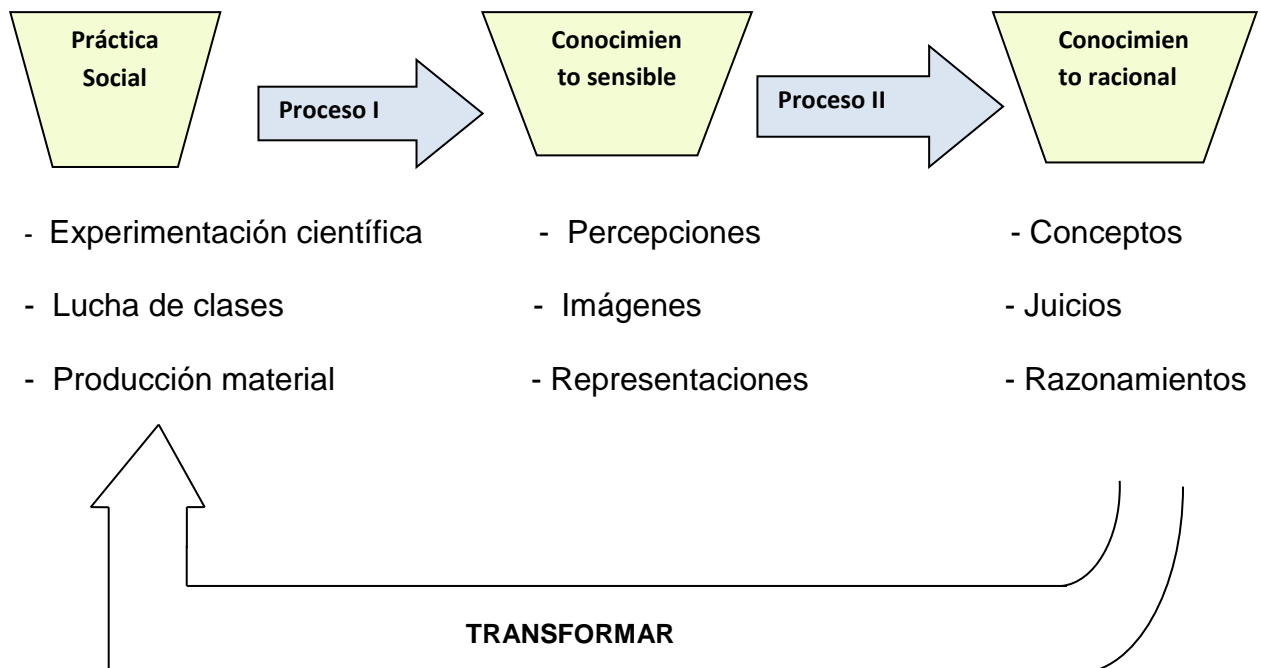 Práctica
Social
Proceso I
Conocimien
to sensible
Proceso II
Conocimien
to racional
- Experimentación científica
- Percepciones
- Conceptos
- Lucha de clases
- Imágenes
- Juicios
- Producción material
- Representaciones
- Razonamientos
TRANSFORMAR